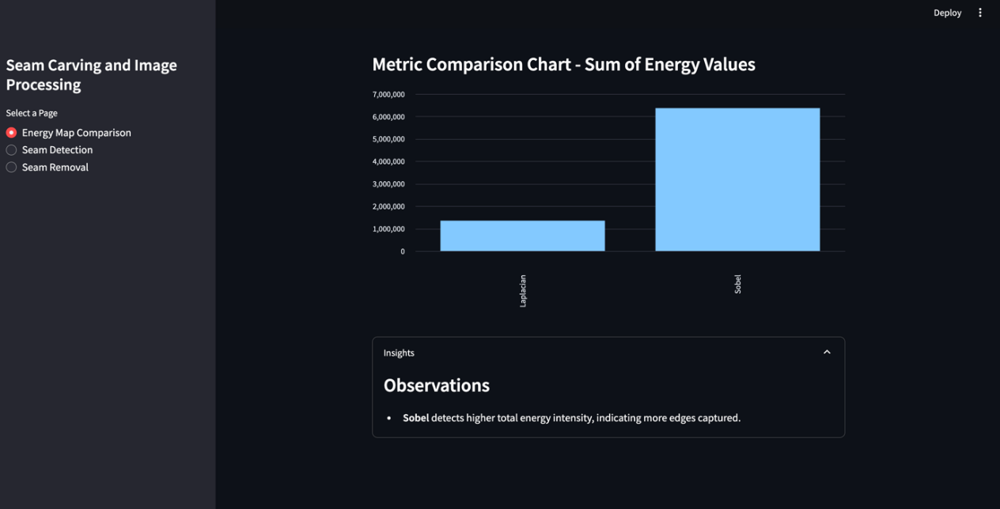 Deploy
Seam Carving and Image
Processing
Select a Page
Energy Map Comparison
Seam Detection
Seam Removal
Metric Comparison Chart - Sum of Energy Values
7,000,000
6,000,000
5,000,000
4,000,000
3,000,000
2,000,000
1,000,000
0
Laplacian
Sobel
Insights
Observations
• Sobel detects higher total energy intensity, indicating more edges captured.